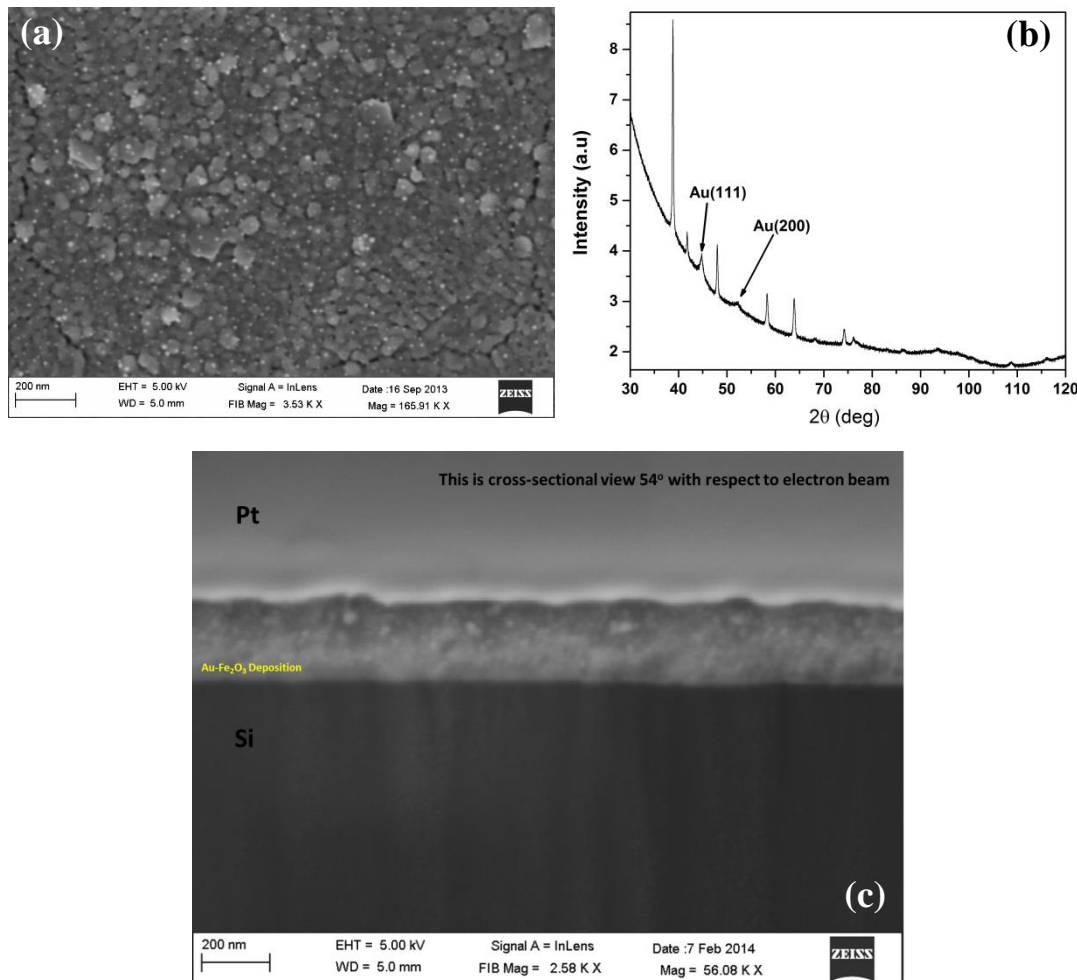 (a)
200 nm
EHT = 5.00 kV
WD = 5.0 mm
Signal A = InLens
FIB Mag = 3.53 K X
Date :16 Sep 2013
Mag = 165.91 K X
ZEISS
(b)
Intensity (a.u)
8
7
6
5
4
3
2
Au(111)
Au(200)
30 40 50 60 70 80 90 100 110 120
2θ (deg)
This is cross-sectional view 54° with respect to electron beam
Pt
Au-Fe₂O₃ Deposition
Si
(c)
200 nm
EHT = 5.00 kV
WD = 5.0 mm
Signal A = InLens
FIB Mag = 2.58 K X
Date :7 Feb 2014
Mag = 56.08 K X
ZEISS